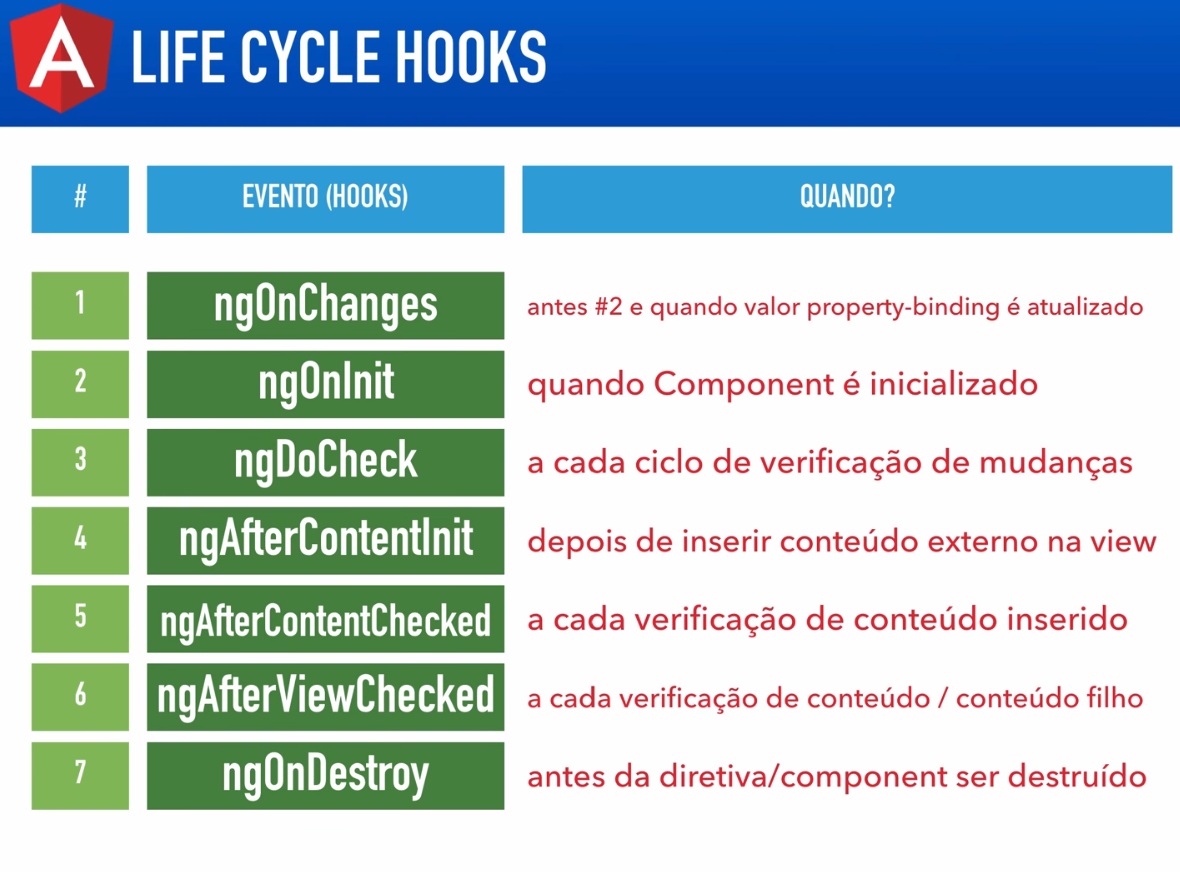 A LIFE CYCLE HOOKS
# EVENTO (HOOKS) QUANDO?
1 ngOnChanges antes #2 e quando valor property-binding é atualizado
2 ngOnInit quando Component é inicializado
3 ngDoCheck a cada ciclo de verificação de mudanças
4 ngAfterContentInit depois de inserir conteúdo externo na view
5 ngAfterContentChecked a cada verificação de conteúdo inserido
6 ngAfterViewChecked a cada verificação de conteúdo / conteúdo filho
7 ngOnDestroy antes da diretiva/component ser destruído